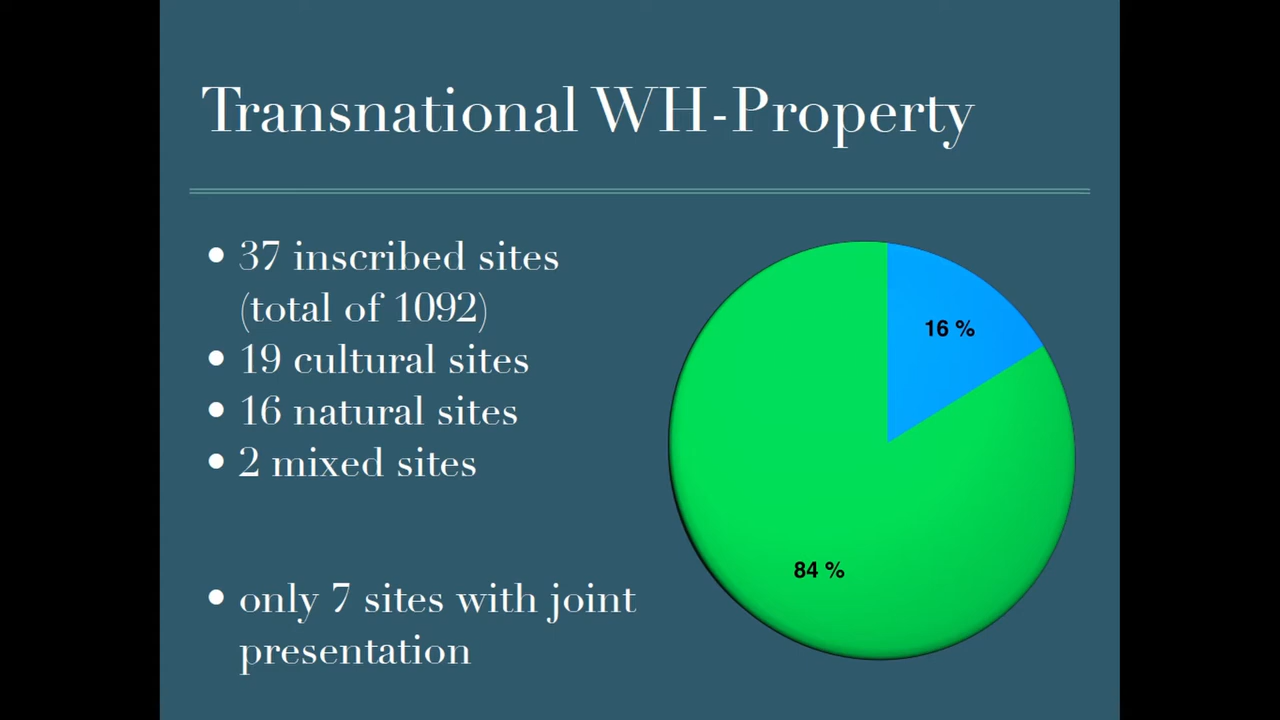 Transnational WH-Property
• 37 inscribed sites
(total of 1092)
• 19 cultural sites
• 16 natural sites
• 2 mixed sites
• only 7 sites with joint
presentation
16 %
84 %